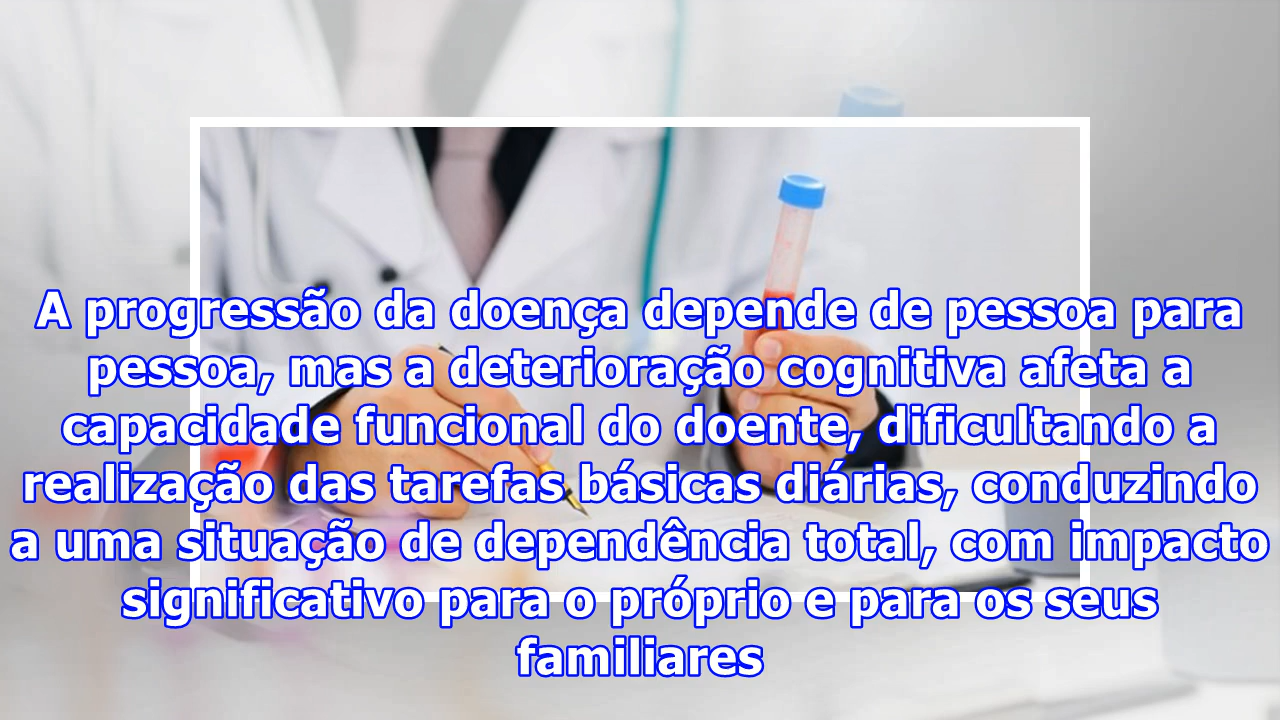 A progressão da doença depende de pessoa para
pessoa, mas a deterioração cognitiva afeta a
capacidade funcional do doente, dificultando a
realização das tarefas básicas diárias, conduzindo
a uma situação de dependência total, com impacto
significativo para o próprio e para os seus
familiares